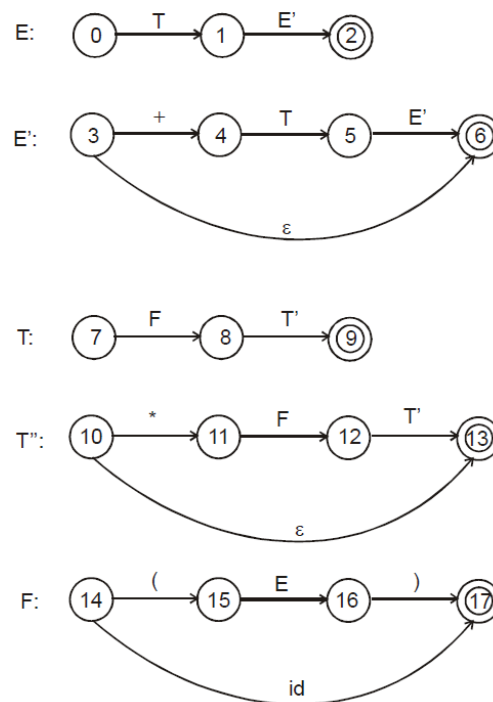 T E’
E: 0 1 2
+ T E’
E’: 3 4 5 6
ε
F T’
T: 7 8 9
* F T’
T’’: 10 11 12 13
ε
( E )
F: 14 15 16 17
id